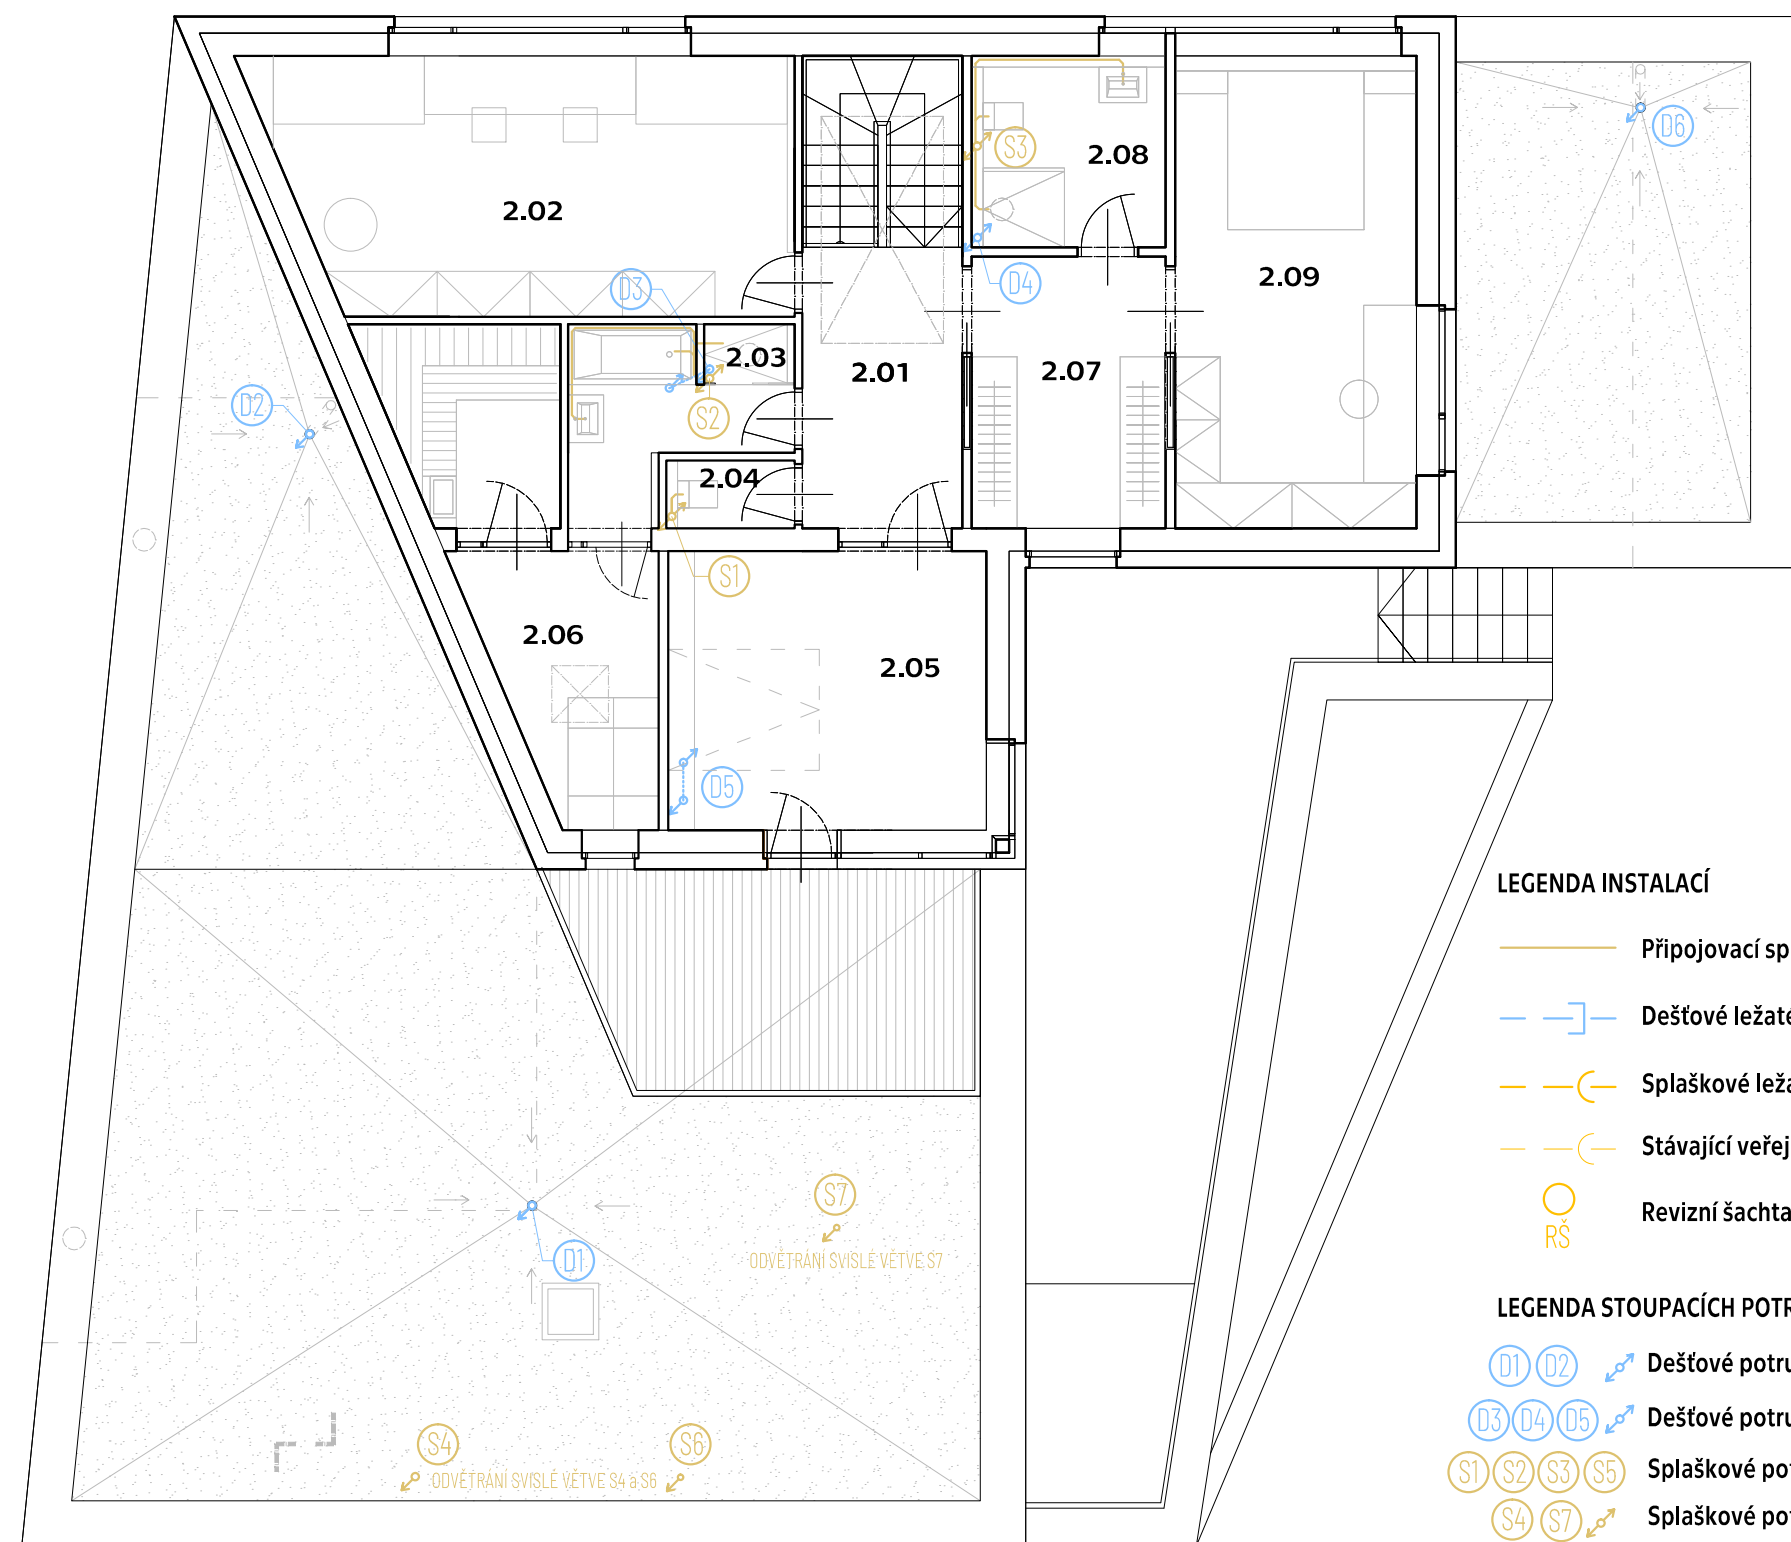 D6
S3
2.08
2.02
2.09
D3
D4
2.03
2.01
2.07
D2
S2
2.04
S1
2.06
2.05
D5
LEGENDA INSTALACÍ
Připojovací sp
Dešťové ležaté
Splaškové leža
Stávající veřej
S7
Revizní šachta
RŠ
ODVĚTRÁNÍ SVISLÉ VĚTVE S7
D1
LEGENDA STOUPACÍCH POTR
D1 D2 Dešťové potru
D3 D4 D5 Dešťové potru
S4
S6
S1 S2 S3 S5 Splaškové pot
ODVĚTRÁNÍ SVISLÉ VĚTVE S4 a S6
S4 S7 Splaškové pot